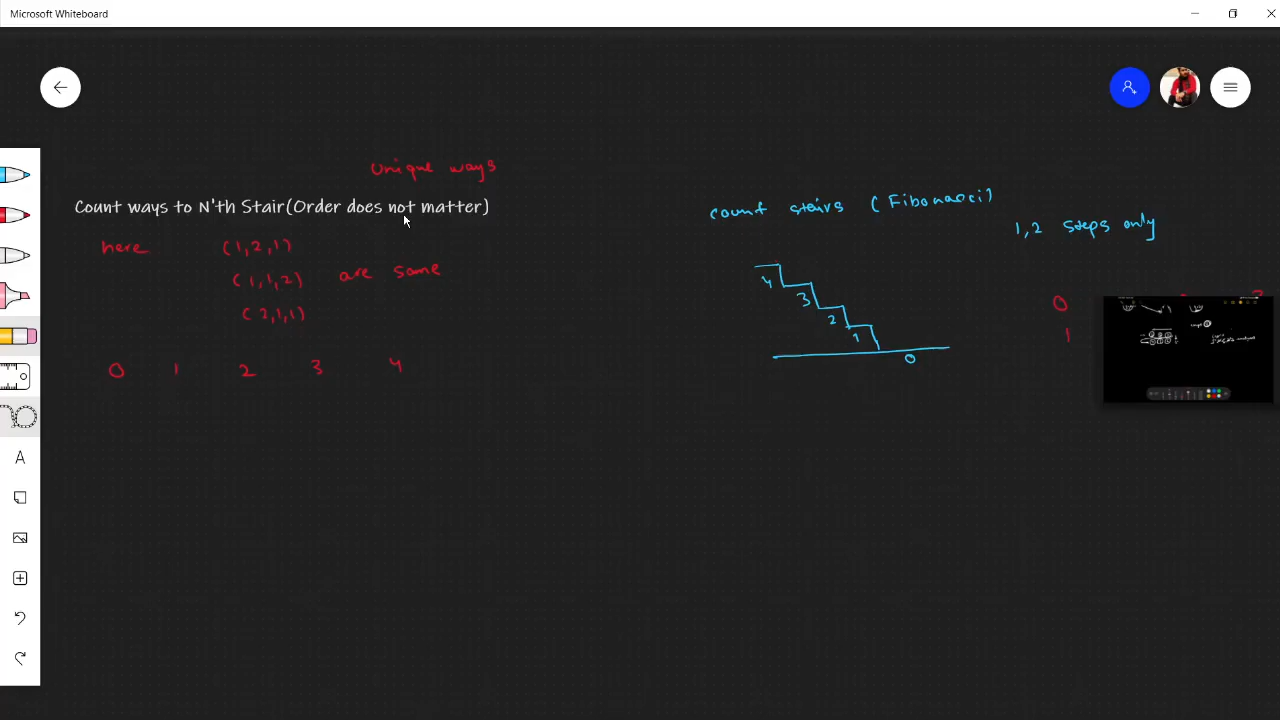 Microsoft Whiteboard
unique ways
Count ways to N'th Stair(Order does not matter)
here (1,2,1)
(1,1,2) are same
(2,1,1)
0 1 2 3 4
count stairs (Fibonacci)
1,2 steps only
4
3
2
1
0
0
1
A